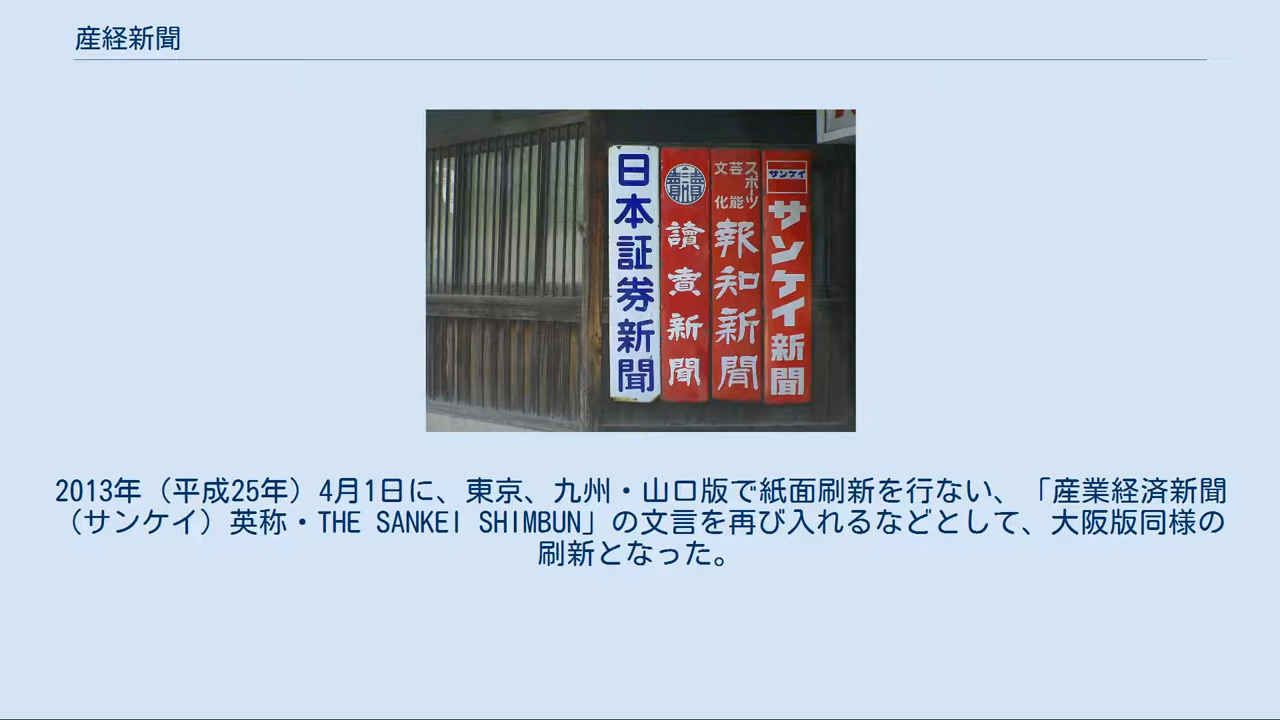 産経新聞
日本証券新聞
讀賣
讀賣新聞
スポーツ
芸能
文化
報知新聞
サンケイ
サンケイ新聞
2013年（平成25年）4月1日に、東京、九州・山口版で紙面刷新を行ない、「産業経済新聞
（サンケイ）英称・THE SANKEI SHIMBUN」の文言を再び入れるなどとして、大阪版同様の
刷新となった。